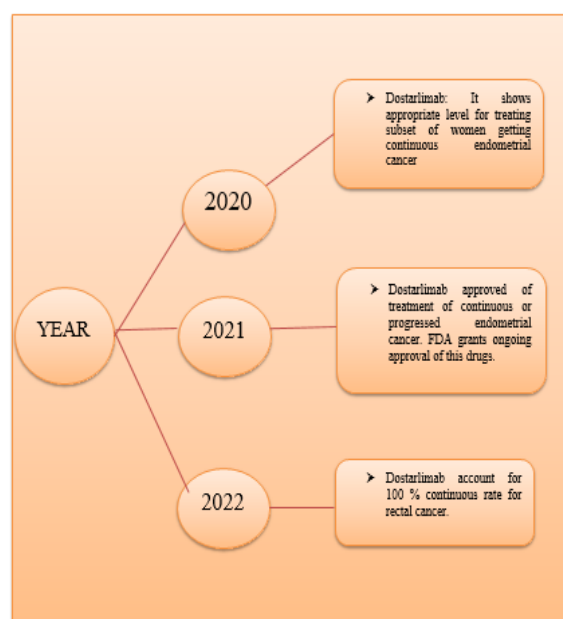 ➤ Dostarlimab: It shows
appropriate level for treating
subset of women getting
continuous endometrial
cancer
2020
YEAR
2021
➤ Dostarlimab approved of
treatment of continuous or
progressed endometrial
cancer. FDA grants ongoing
approval of this drugs.
2022
➤ Dostarlimab account for
100 % continuous rate for
rectal cancer.